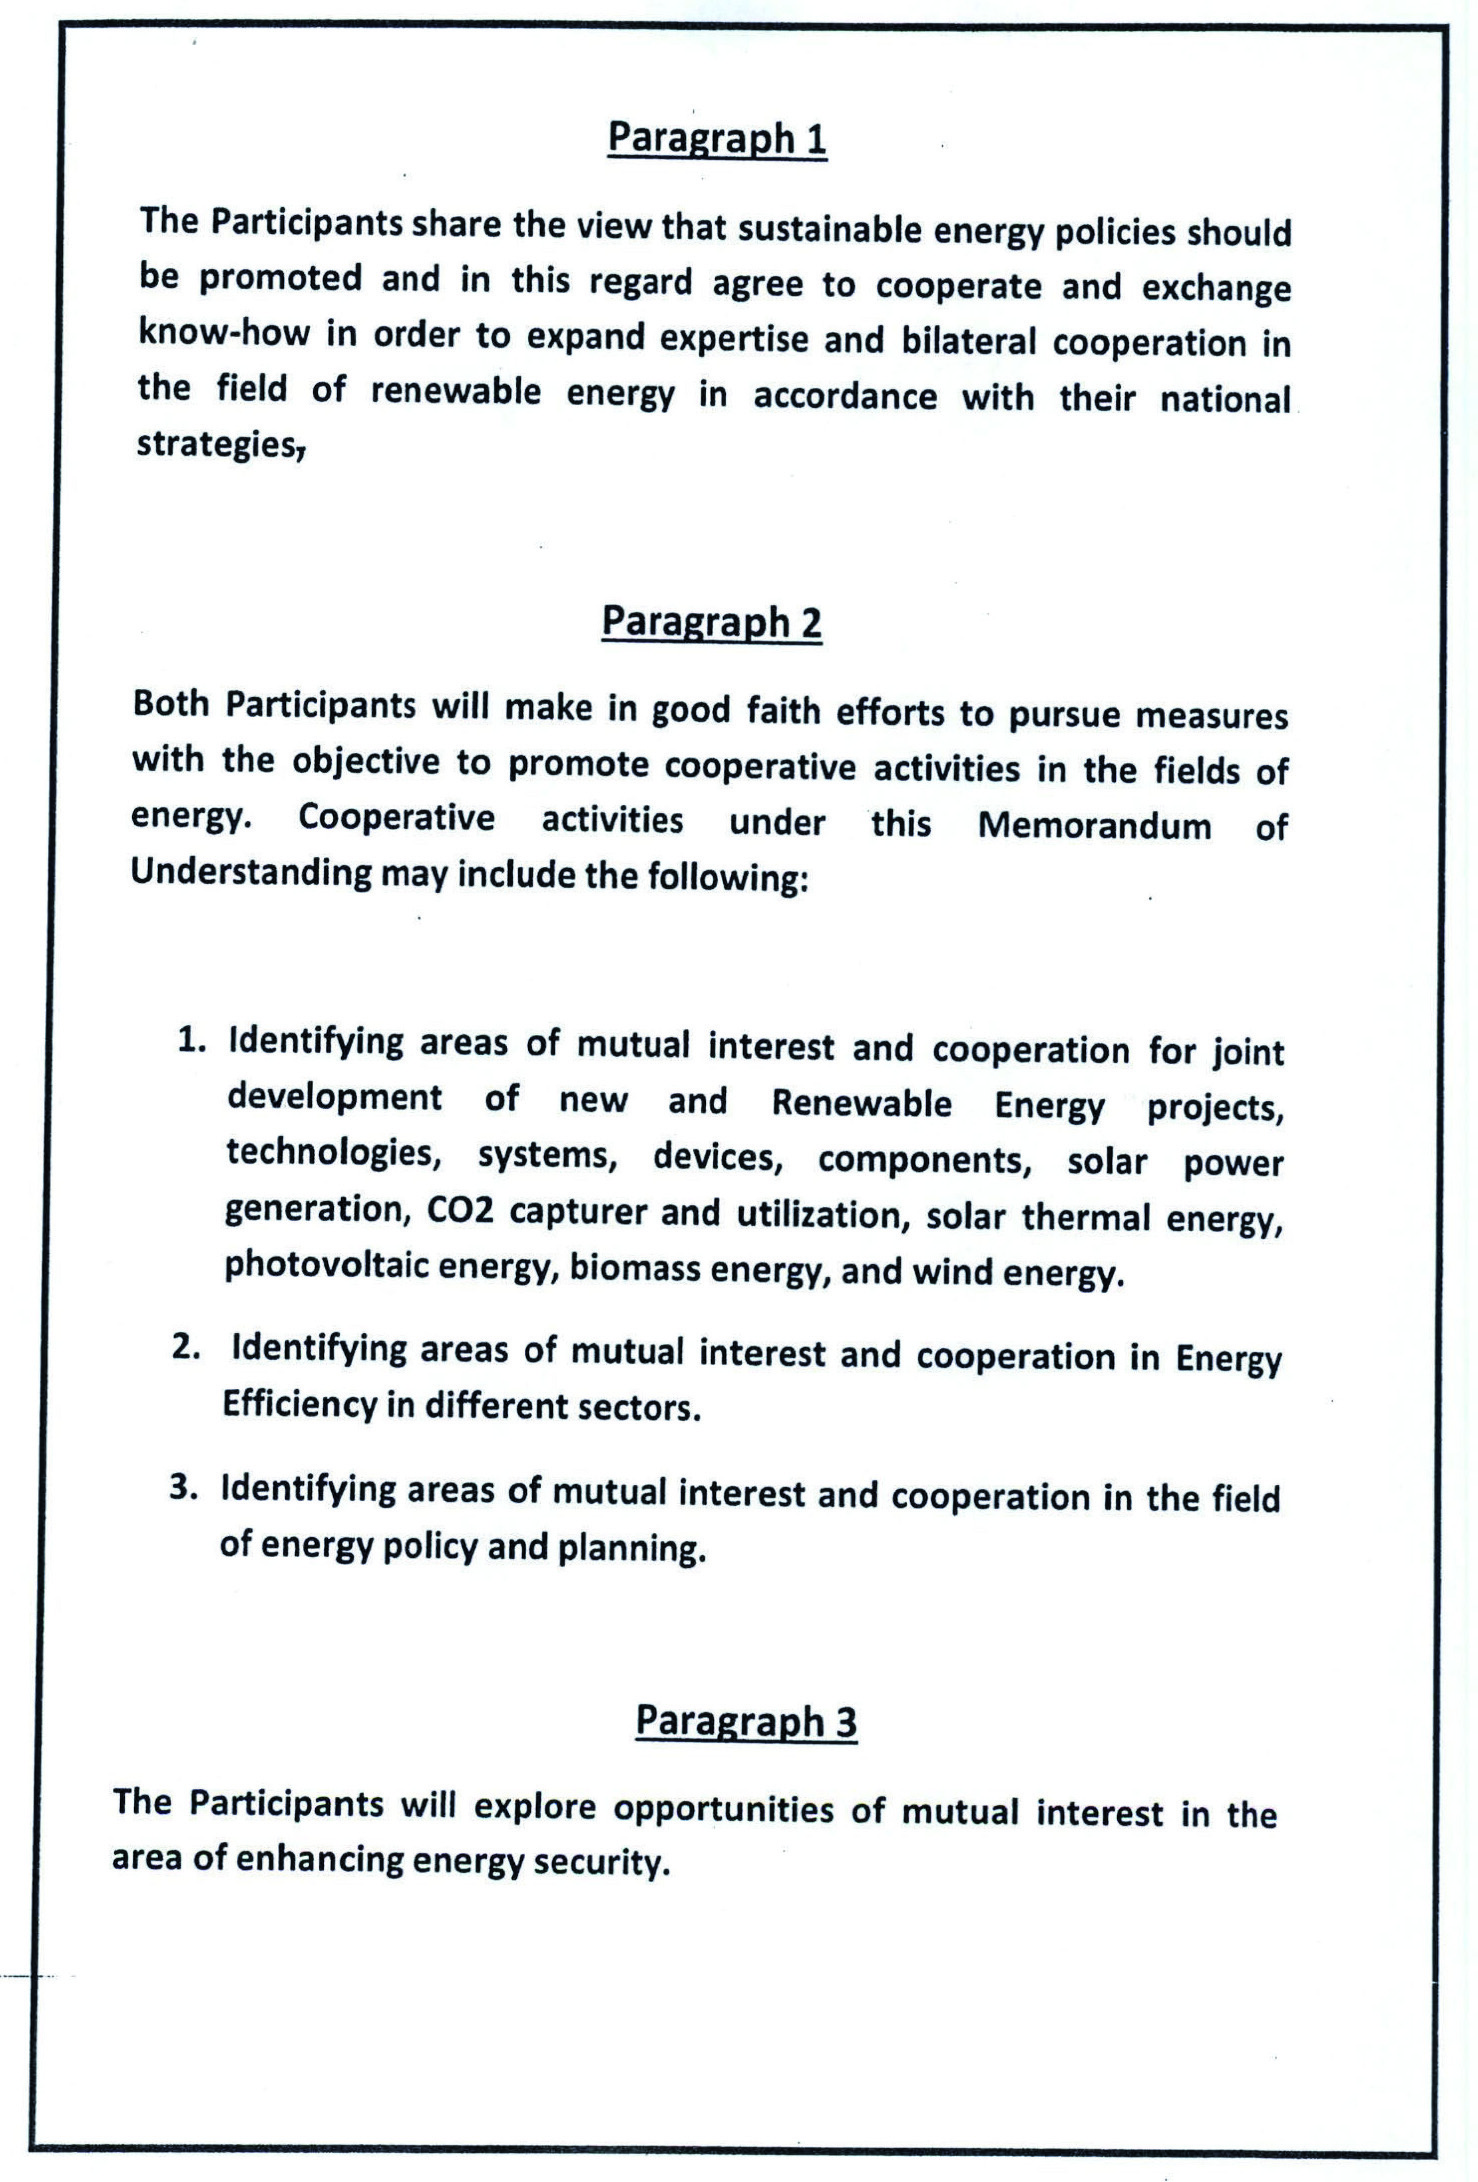 Paragraph 1
The Participants share the view that sustainable energy policies should
be promoted and in this regard agree to cooperate and exchange
know-how in order to expand expertise and bilateral cooperation in
the field of renewable energy in accordance with their national
strategies,
Paragraph 2
Both Participants will make in good faith efforts to pursue measures
with the objective to promote cooperative activities in the fields of
energy. Cooperative activities under this Memorandum of
Understanding may include the following:
1. Identifying areas of mutual interest and cooperation for joint
development of new and Renewable Energy projects,
technologies, systems, devices, components, solar power
generation, CO2 capturer and utilization, solar thermal energy,
photovoltaic energy, biomass energy, and wind energy.
2. Identifying areas of mutual interest and cooperation in Energy
Efficiency in different sectors.
3. Identifying areas of mutual interest and cooperation in the field
of energy policy and planning.
Paragraph 3
The Participants will explore opportunities of mutual interest in the
area of enhancing energy security.